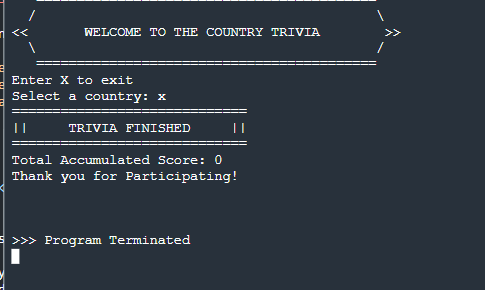 =========================================
/ \
<< WELCOME TO THE COUNTRY TRIVIA >>
\ /
=========================================
Enter X to exit
Select a country: x
=============================
|| TRIVIA FINISHED ||
=============================
Total Accumulated Score: 0
Thank you for Participating!
>>> Program Terminated